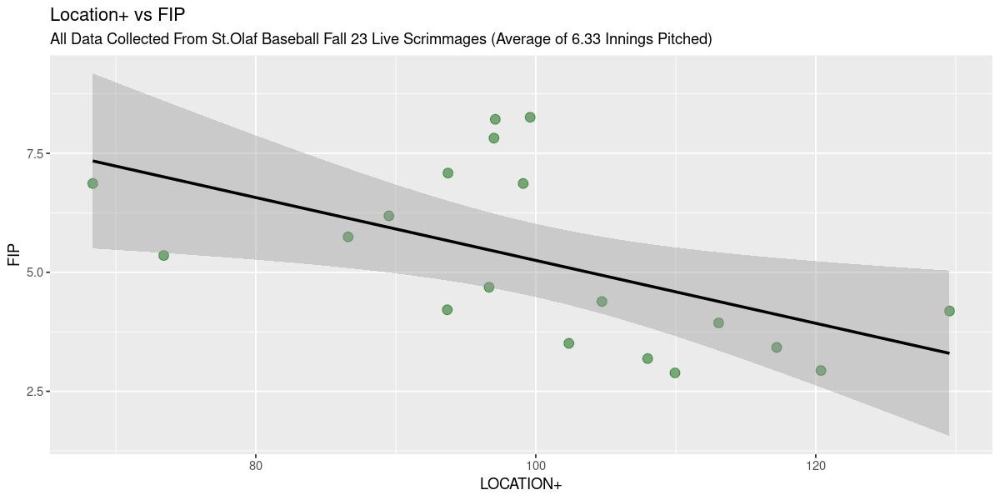 Location+ vs FIP
All Data Collected From St.Olaf Baseball Fall 23 Live Scrimmages (Average of 6.33 Innings Pitched)
7.5
5.0
2.5
FIP
80 100 120
LOCATION+